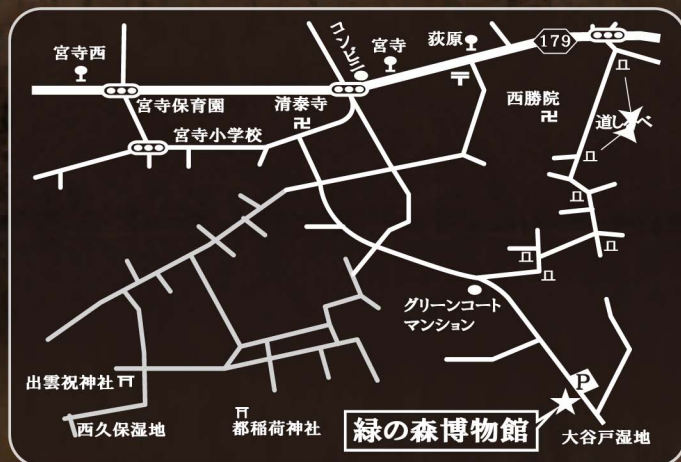 宮寺西
コンビニ
宮寺
荻原
179
宮寺保育園
清泰寺
西勝院
道しるべ
宮寺小学校
グリーンコート
マンション
P
出雲祝神社
西久保湿地
都稲荷神社
緑の森博物館
大谷戸湿地